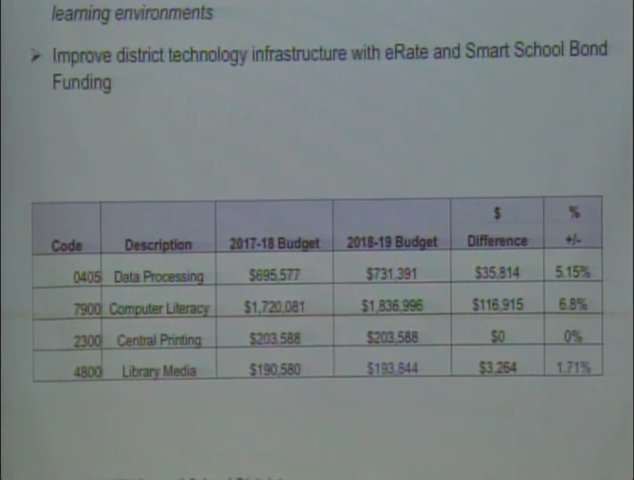 learning environments
➢ Improve district technology infrastructure with eRate and Smart School Bond
Funding
$ %
Code Description 2017-18 Budget 2018-19 Budget Difference +/-
0405 Data Processing $695,577 $731,391 $35,814 5.15%
7900 Computer Literacy $1,720,081 $1,836,996 $116,915 6.8%
2300 Central Printing $203,588 $203,588 $0 0%
4800 Library Media $190,580 $193,844 $3,264 1.71%